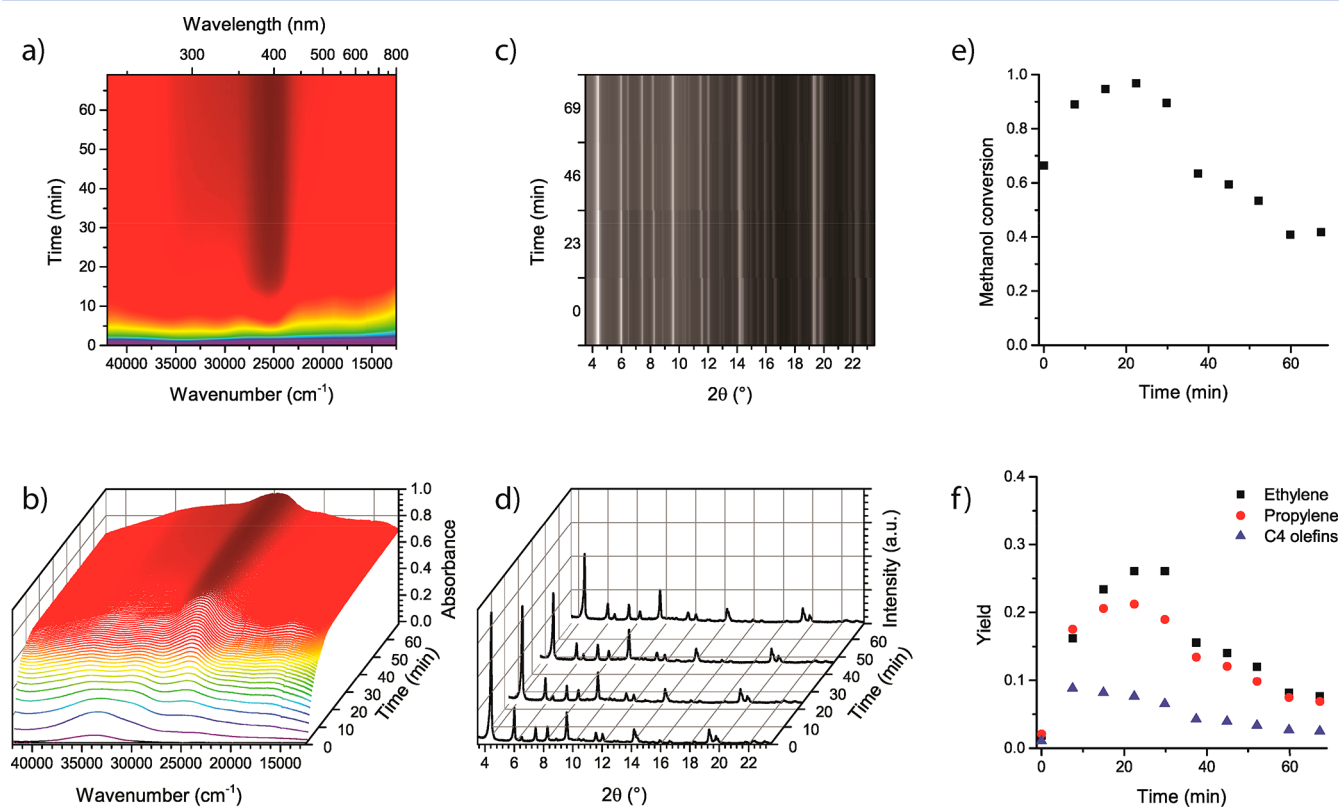 a)
Wavelength (nm)
300 400 500 600 800
Time (min)
60
50
40
30
20
10
0
40000 35000 30000 25000 20000 15000
Wavenumber (cm⁻¹)
c)
Time (min)
69
46
23
0
4 6 8 10 12 14 16 18 20 22
2θ (°)
e)
Methanol conversion
1.0
0.8
0.6
0.4
0.2
0.0
0 20 40 60
Time (min)
b)
Absorbance
1.0
0.8
0.6
0.4
0.2
0.0
Time (min)
60
50
40
30
20
10
0
40000 35000 30000 25000 20000 15000
Wavenumber (cm⁻¹)
d)
Intensity (a.u.)
Time (min)
60
50
40
20
20
0
4 6 8 10 12 14 16 18 20 22
2θ (°)
f)
Yield
0.4
0.3
0.2
0.1
0.0
Ethylene
Propylene
C4 olefins
0 20 40 60
Time (min)